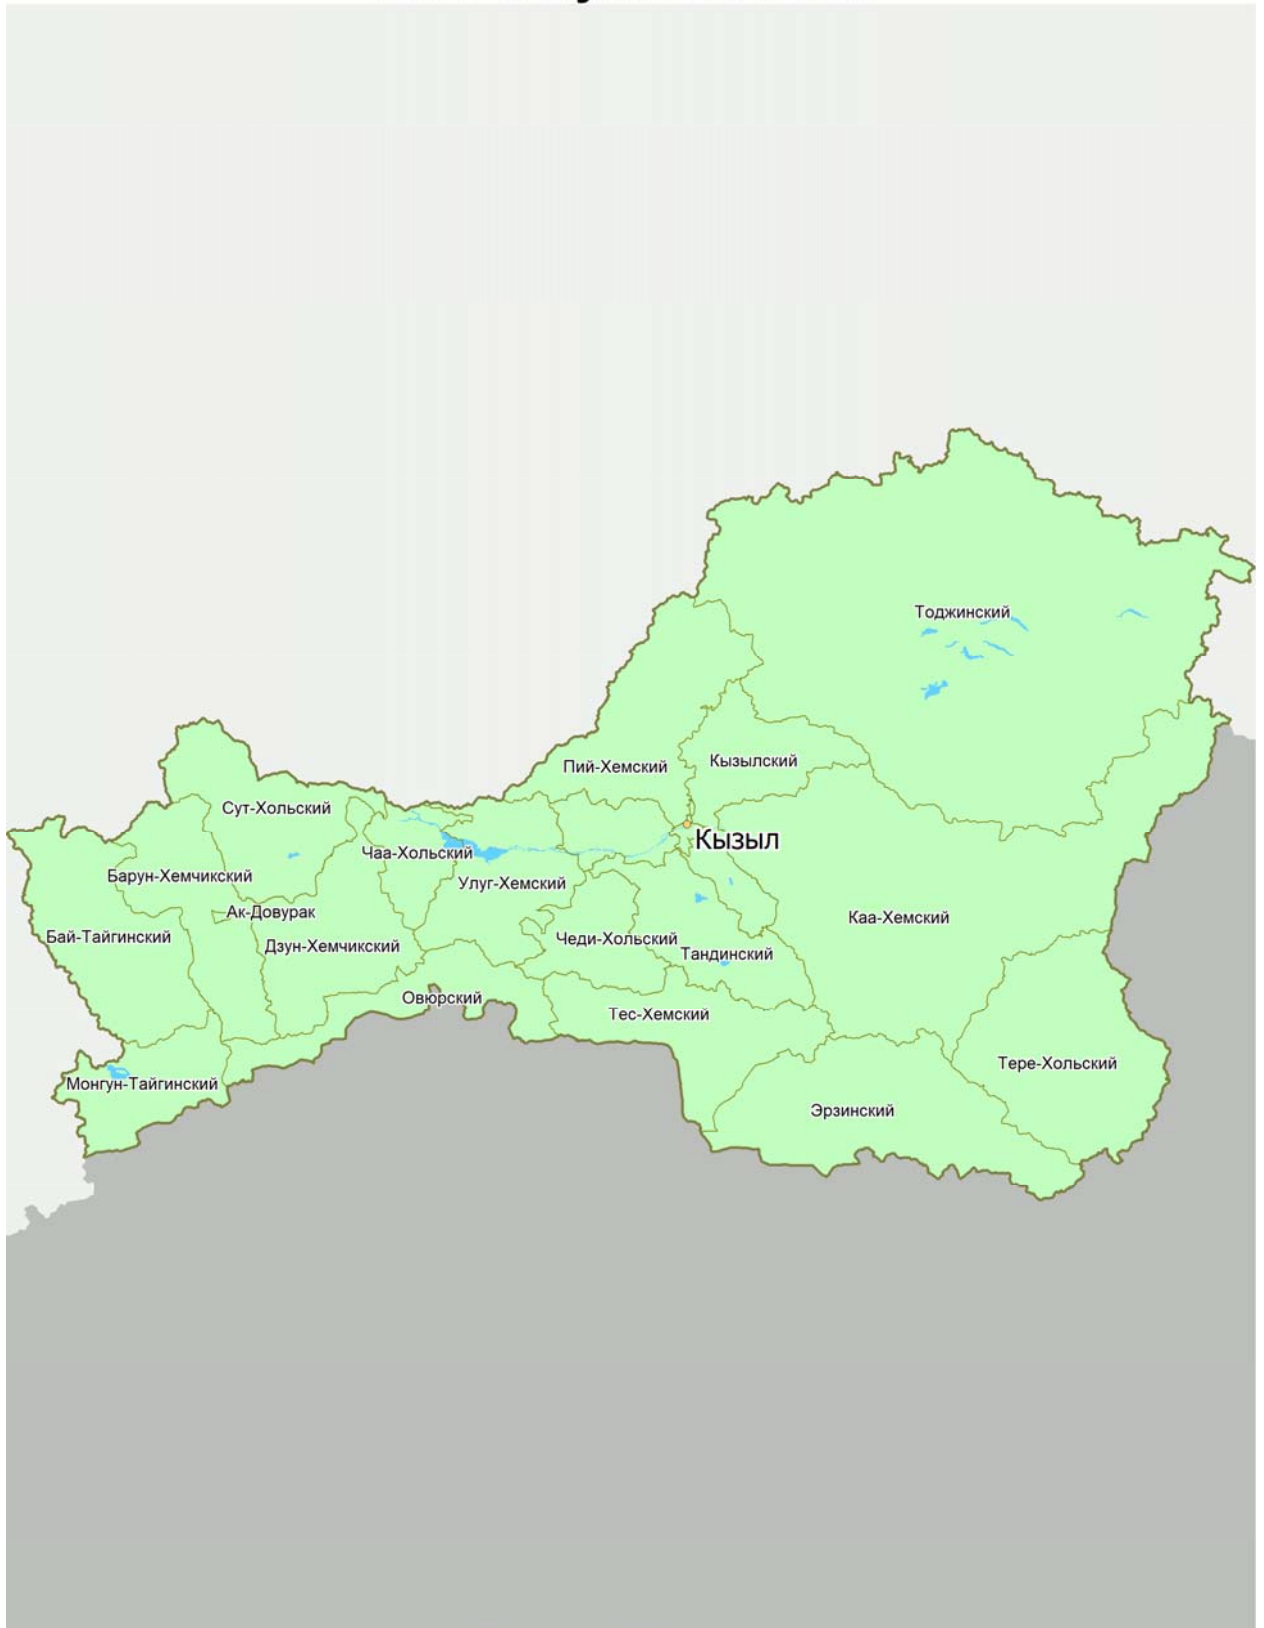 Тоджинский
Пий-Хемский
Кызылский
Сут-Хольский
Кызыл
Чаа-Хольский
Барун-Хемчикский
Улуг-Хемский
Ак-Довурак
Каа-Хемский
Бай-Тайгинский
Дзун-Хемчикский
Чеди-Хольский
Тандинский
Овюрский
Тес-Хемский
Тере-Хольский
Монгун-Тайгинский
Эрзинский